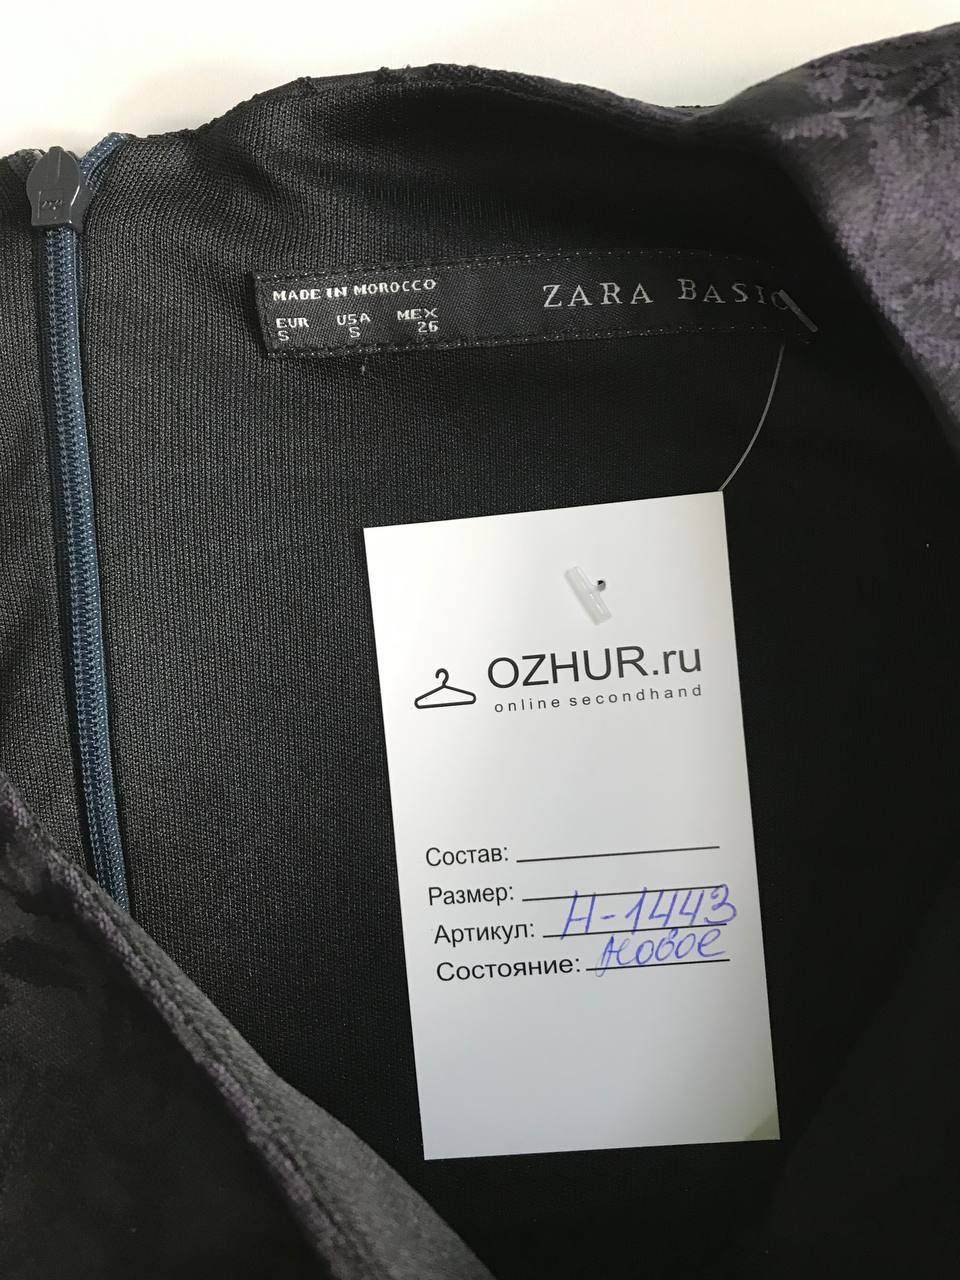 MADE IN MOROCCO
ZARA BASIC
EUR USA MEX
S S 26
OZHUR.ru
online secondhand
Состав:
Размер:
Артикул: Н-1443
Состояние: новое